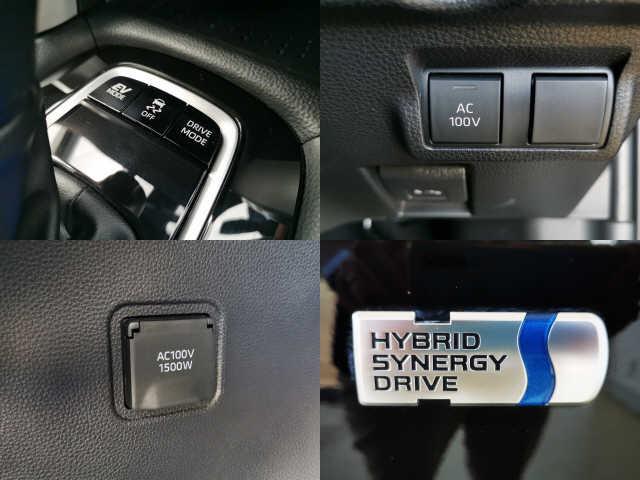 EV
MODE
OFF
DRIVE
MODE
AC
100V
AC100V
1500W
HYBRID
SYNERGY
DRIVE